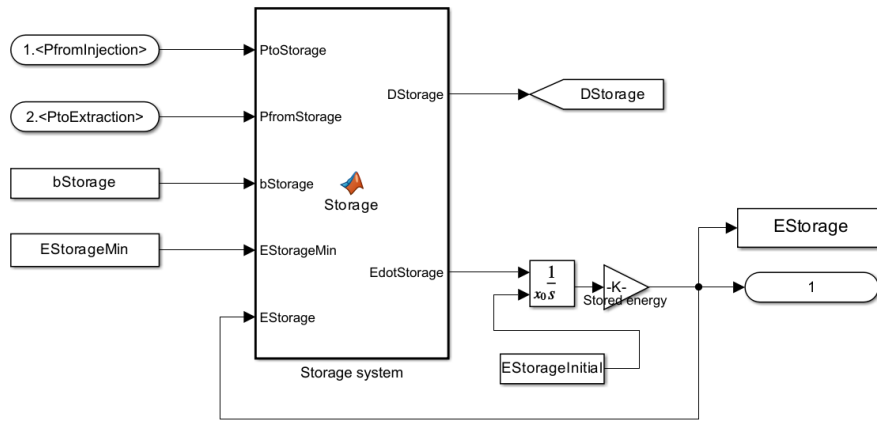 1.<PfromInjection>
2.<PtoExtraction>
bStorage
EStorageMin
PtoStorage
PfromStorage
bStorage
EStorageMin
EStorage
Storage
DStorage
EdotStorage
Storage system
DStorage
1
x₀ s
-K-
Stored energy
EStorageInitial
EStorage
1